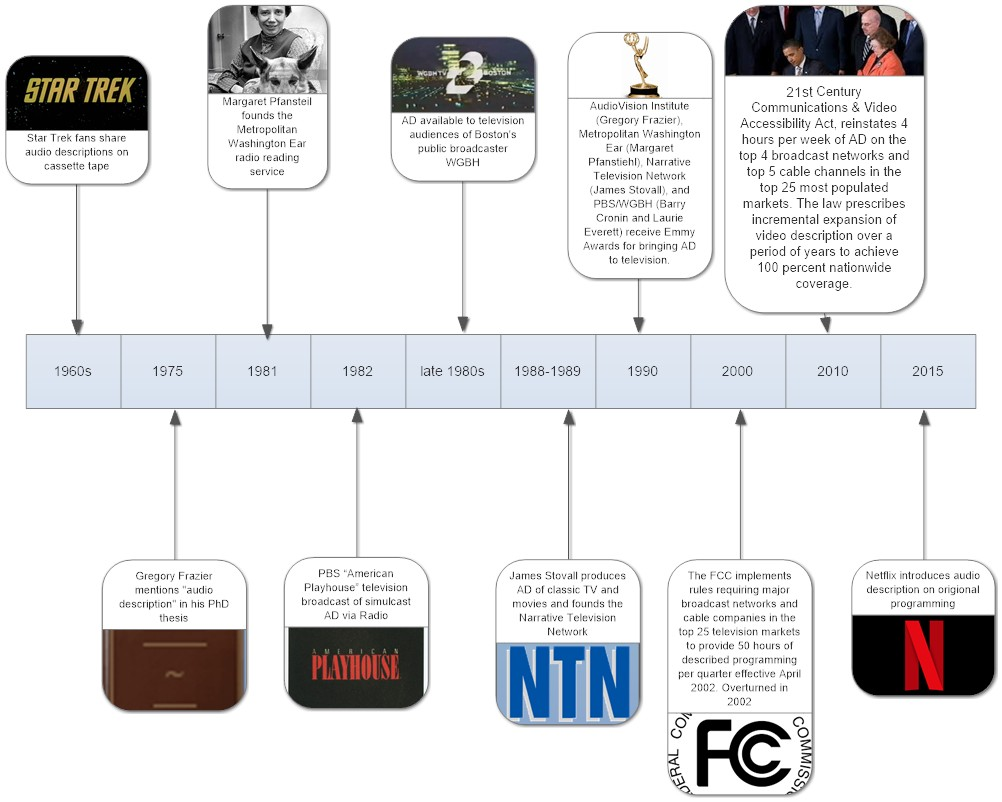 STAR TREK
Star Trek fans share
audio descriptions on
cassette tape
Margaret Pfansteil
founds the
Metropolitan
Washington Ear
radio reading
service
WGBH TV 2 BOSTON
AD available to television
audiences of Boston's
public broadcaster
WGBH
AudioVision Institute
(Gregory Frazier),
Metropolitan Washington
Ear (Margaret
Pfanstiehl), Narrative
Television Network
(James Stovall), and
PBS/WGBH (Barry
Cronin and Laurie
Everett) receive Emmy
Awards for bringing AD
to television.
21st Century
Communications & Video
Accessibility Act, reinstates 4
hours per week of AD on the
top 4 broadcast networks and
top 5 cable channels in the
top 25 most populated
markets. The law prescribes
incremental expansion of
video description over a
period of years to achieve
100 percent nationwide
coverage.
1960s 1975 1981 1982 late 1980s 1988-1989 1990 2000 2010 2015
Gregory Frazier
mentions “audio
description” in his PhD
thesis
PBS “American
Playhouse” television
broadcast of simulcast
AD via Radio
AMERICAN
PLAYHOUSE
James Stovall produces
AD of classic TV and
movies and founds the
Narrative Television
Network
NTN
The FCC implements
rules requiring major
broadcast networks and
cable companies in the
top 25 television markets
to provide 50 hours of
described programming
per quarter effective April
2002. Overturned in
2002
DERAL COM FCC COMMISSI
Netflix introduces audio
description on origional
programming
N